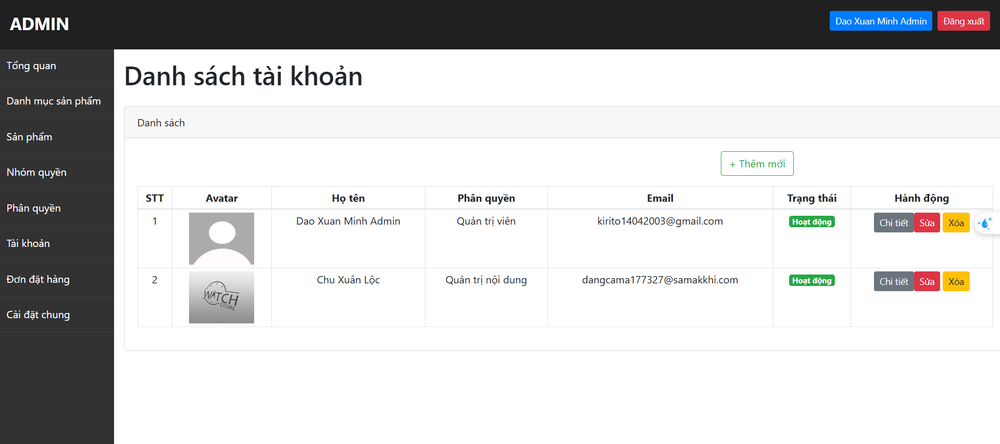 ADMIN
Dao Xuan Minh Admin
Đăng xuất
Tổng quan
Danh mục sản phẩm
Sản phẩm
Nhóm quyền
Phân quyền
Tài khoản
Đơn đặt hàng
Cài đặt chung
Danh sách tài khoản
Danh sách
+ Thêm mới
STT Avatar Họ tên Phân quyền Email Trạng thái Hành động
1 Dao Xuan Minh Admin Quản trị viên kirito14042003@gmail.com Hoạt động Chi tiết Sửa Xóa
2 WATCH STORE Chu Xuân Lộc Quản trị nội dung dangcama177327@samakkhi.com Hoạt động Chi tiết Sửa Xóa